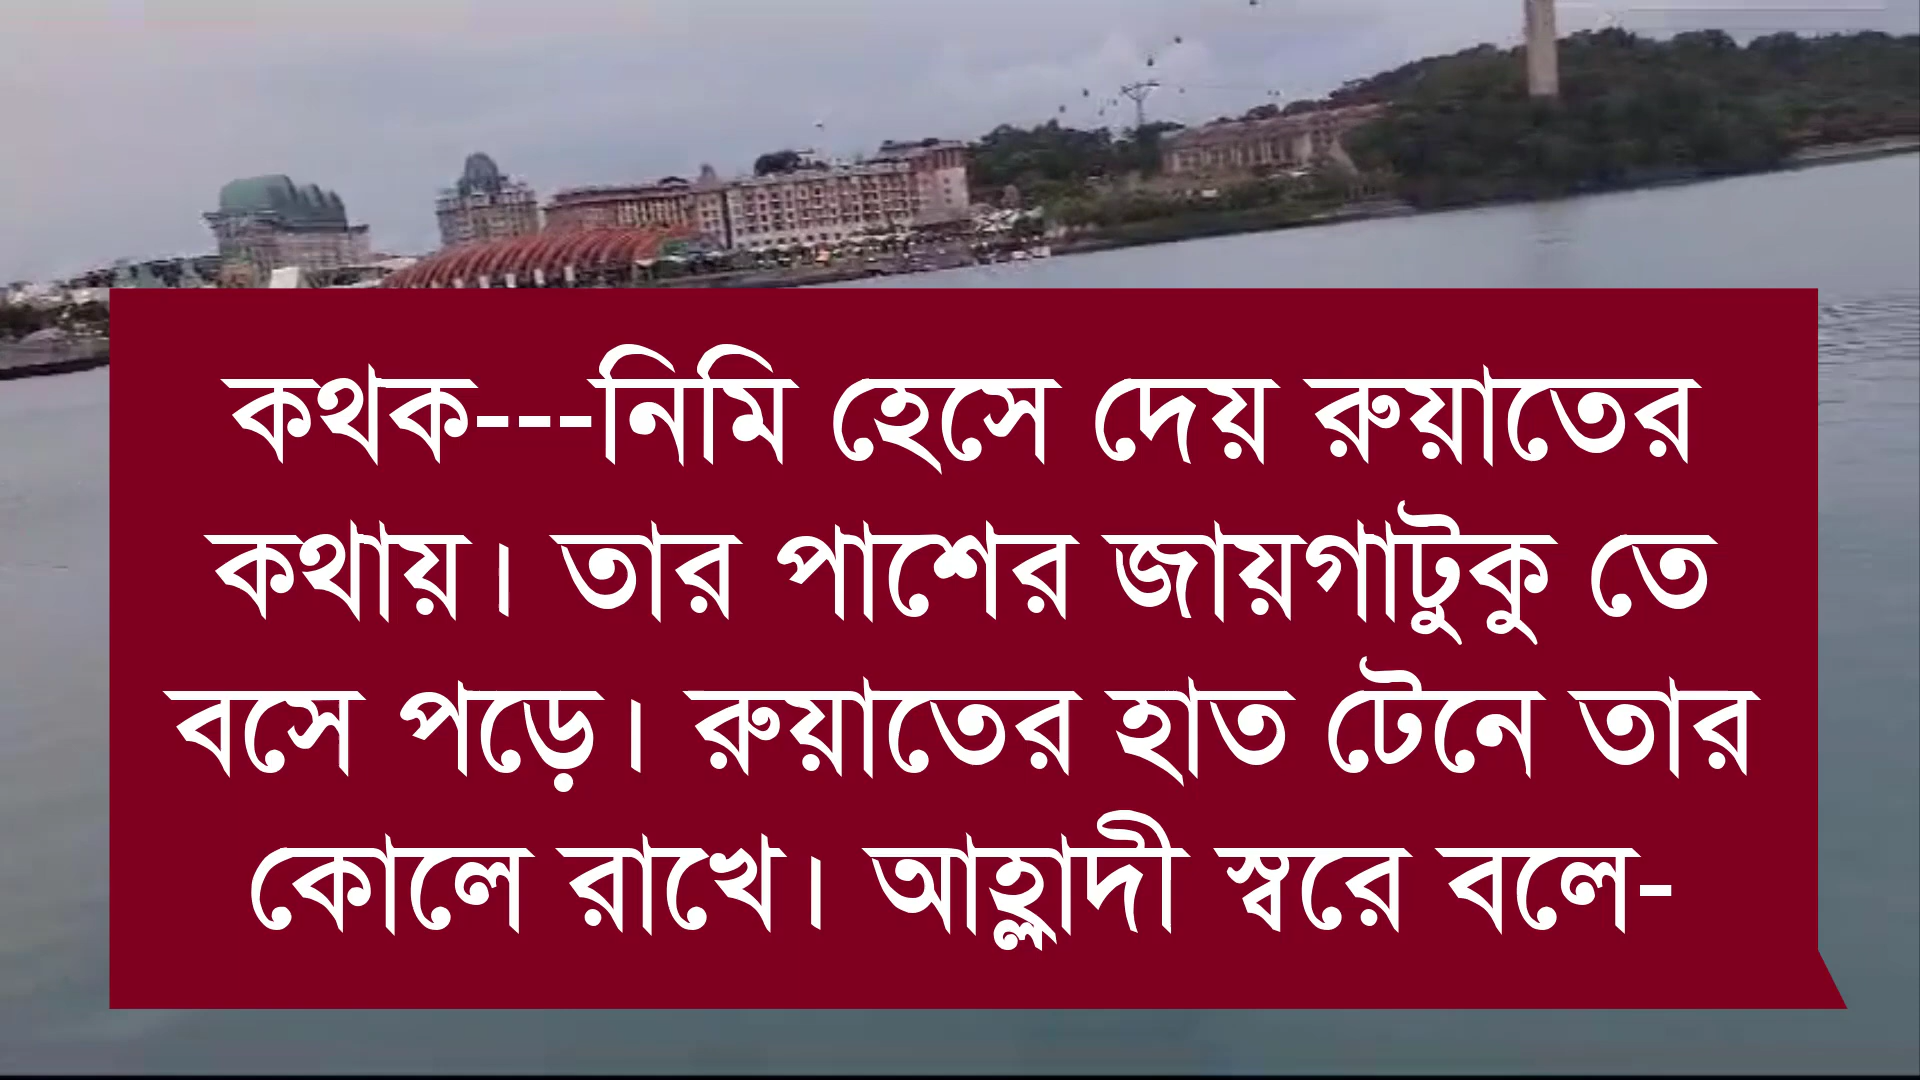 কথক---নিমি হেসে দেয় রুয়াতের
কথায়। তার পাশের জায়গাটুকু তে
বসে পড়ে। রুয়াতের হাত টেনে তার
কোলে রাখে। আহ্লাদী স্বরে বলে-